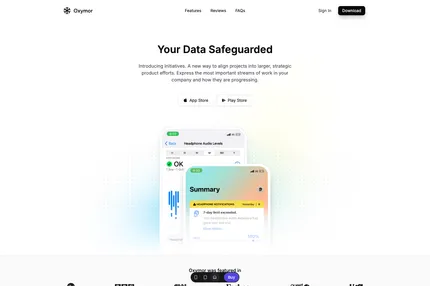 Oxymor
Features
Reviews
FAQs
Sign in
Download
Your Data Safeguarded
Introducing Initiatives. A new way to align projects into larger, strategic
product efforts. Express the most important streams of work in your
company and how they are progressing.
App Store
Play Store
Headphone Audio Levels
OK
Summary
HEADPHONE NOTIFICATIONS
7-day limit exceeded
Oxymor was featured in
Buy